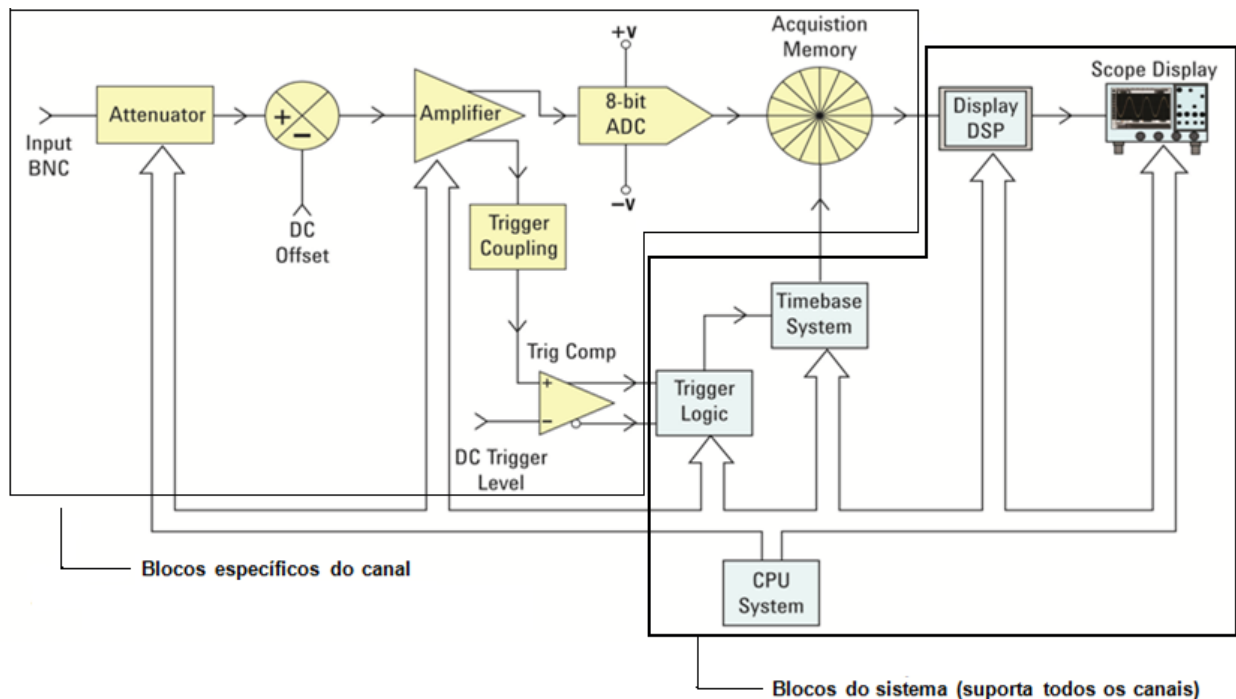 Input
BNC
Attenuator
+
−
DC
Offset
Amplifier
Trigger
Coupling
+v
8-bit
ADC
−v
Acquistion
Memory
Display
DSP
Scope Display
Timebase
System
Trig Comp
+
−
DC Trigger
Level
Trigger
Logic
CPU
System
Blocos específicos do canal
Blocos do sistema (suporta todos os canais)